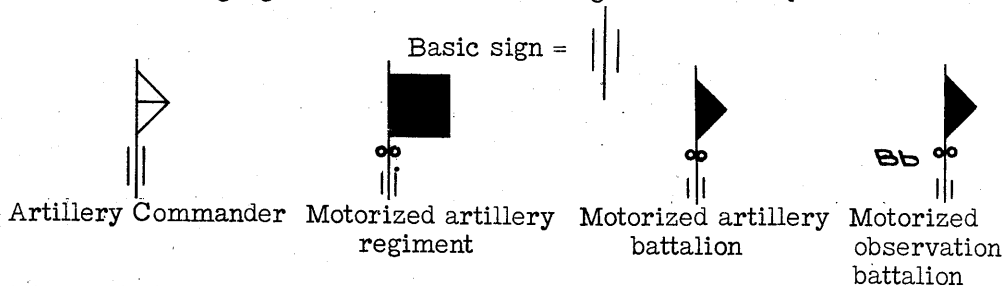 Basic sign =
Bb
Artillery Commander
Motorized artillery
regiment
Motorized artillery
battalion
Motorized
observation
battalion